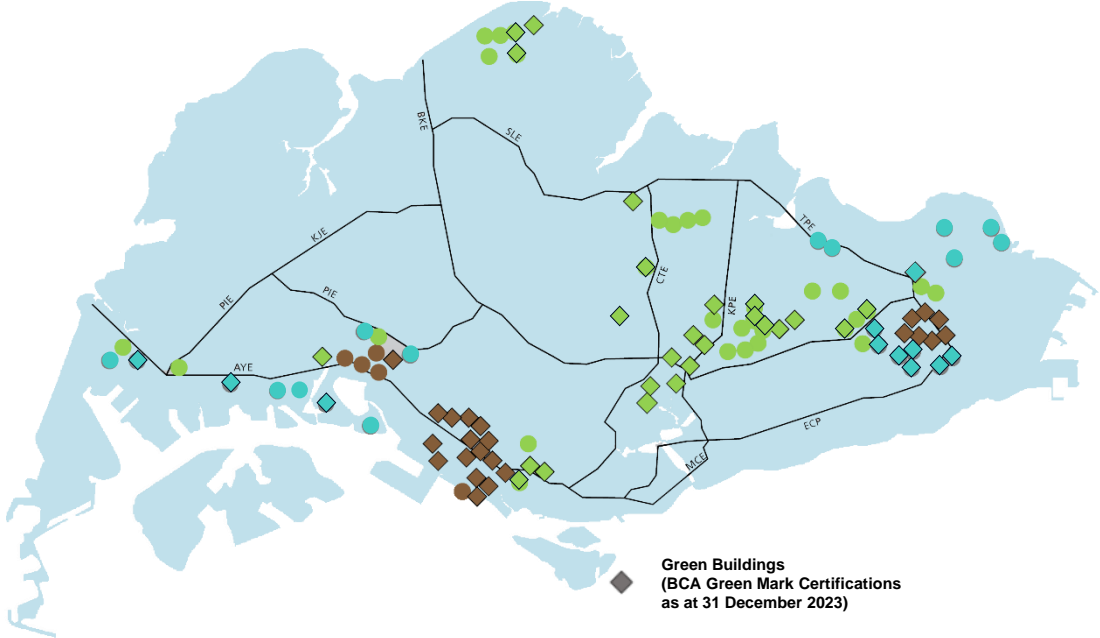 BKE
SLE
KJE
TPE
PIE
PIE
CTE
KPE
AYE
ECP
MCE
Green Buildings
(BCA Green Mark Certifications
as at 31 December 2023)